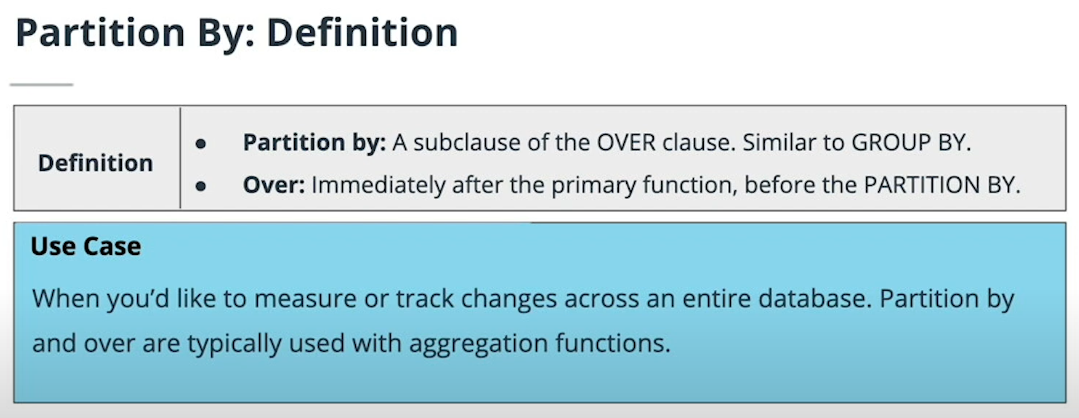 Partition By: Definition
Definition
● Partition by: A subclause of the OVER clause. Similar to GROUP BY.
● Over: Immediately after the primary function, before the PARTITION BY.
Use Case
When you’d like to measure or track changes across an entire database. Partition by
and over are typically used with aggregation functions.